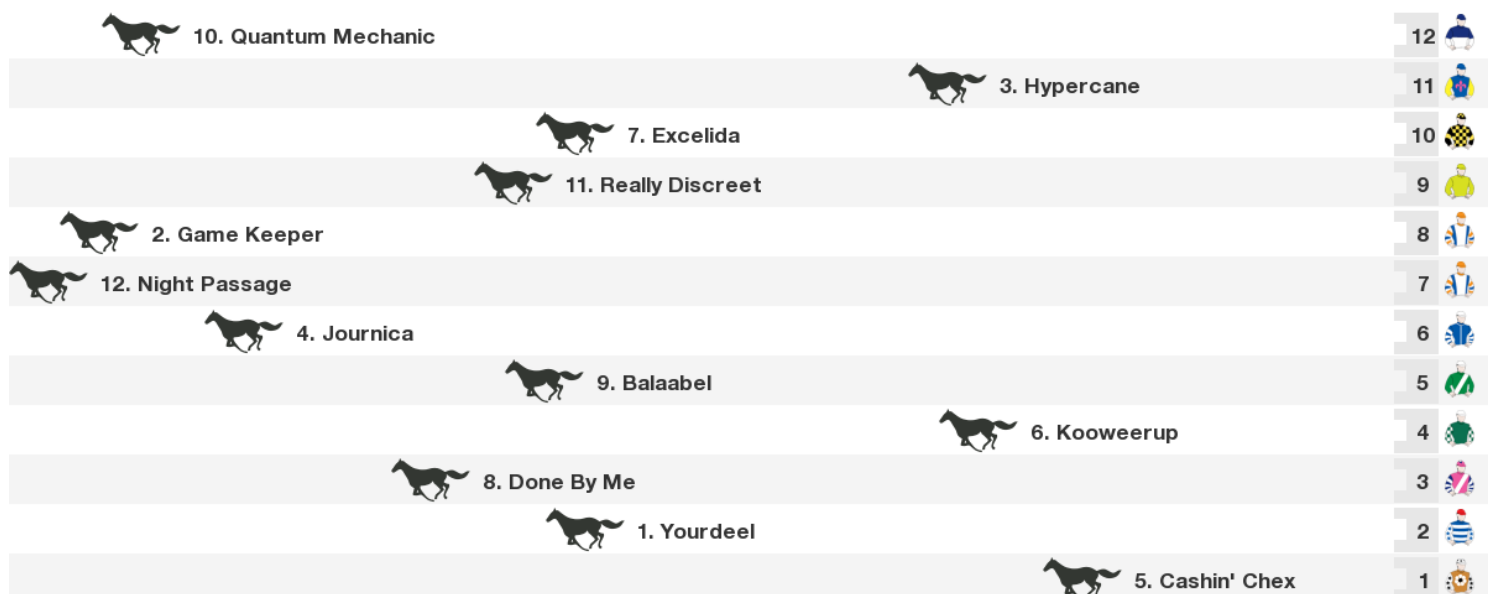 10. Quantum Mechanic 12
3. Hypercane 11
7. Excelida 10
11. Really Discreet 9
2. Game Keeper 8
12. Night Passage 7
4. Journica 6
9. Balaabel 5
6. Kooweerup 4
8. Done By Me 3
1. Yourdeel 2
5. Cashin' Chex 1